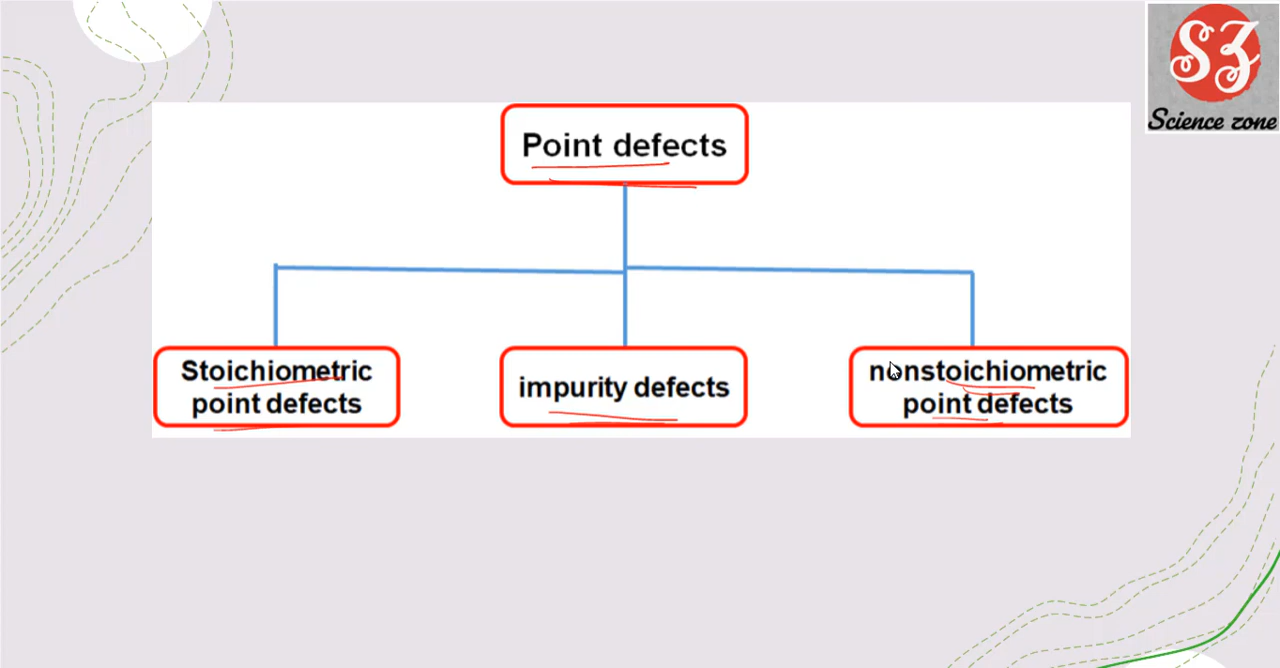 SZ
Science zone
Point defects
Stoichiometric
point defects
impurity defects
nonstoichiometric
point defects